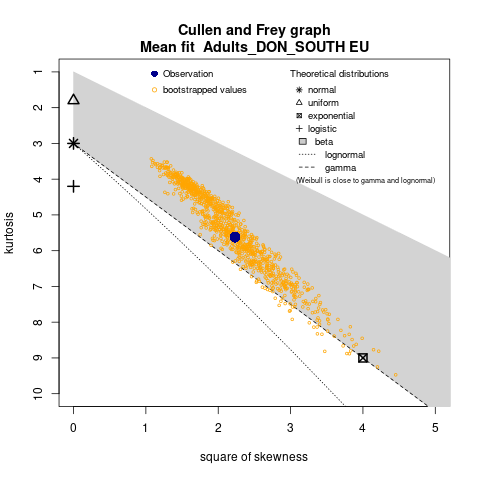 Cullen and Frey graph
Mean fit  Adults_DON_SOUTH EU
Observation
bootstrapped values
Theoretical distributions
normal
uniform
exponential
logistic
beta
lognormal
gamma
(Weibull is close to gamma and lognormal)
kurtosis
1
2
3
4
5
6
7
8
9
10
0 1 2 3 4 5
square of skewness